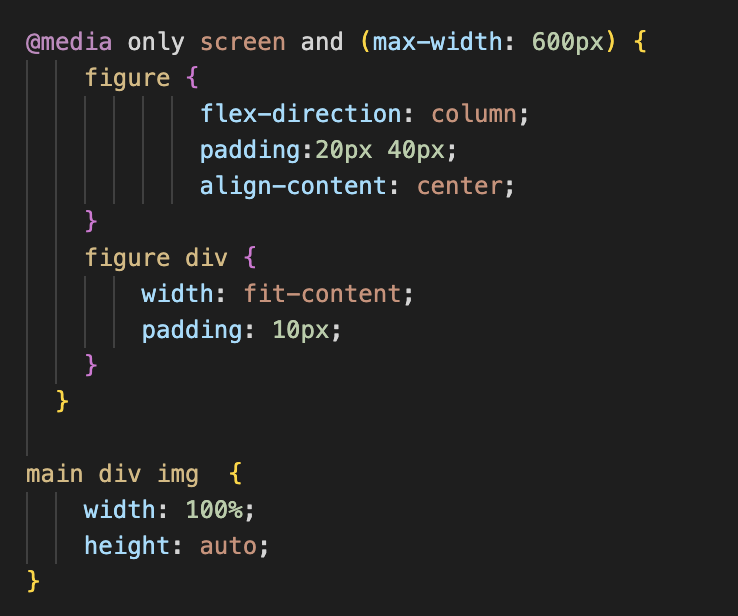 @media only screen and (max-width: 600px) {
    figure {
            flex-direction: column;
            padding:20px 40px;
            align-content: center;
    }
    figure div {
        width: fit-content;
        padding: 10px;
    }
  }

main div img  {
    width: 100%;
    height: auto;
}